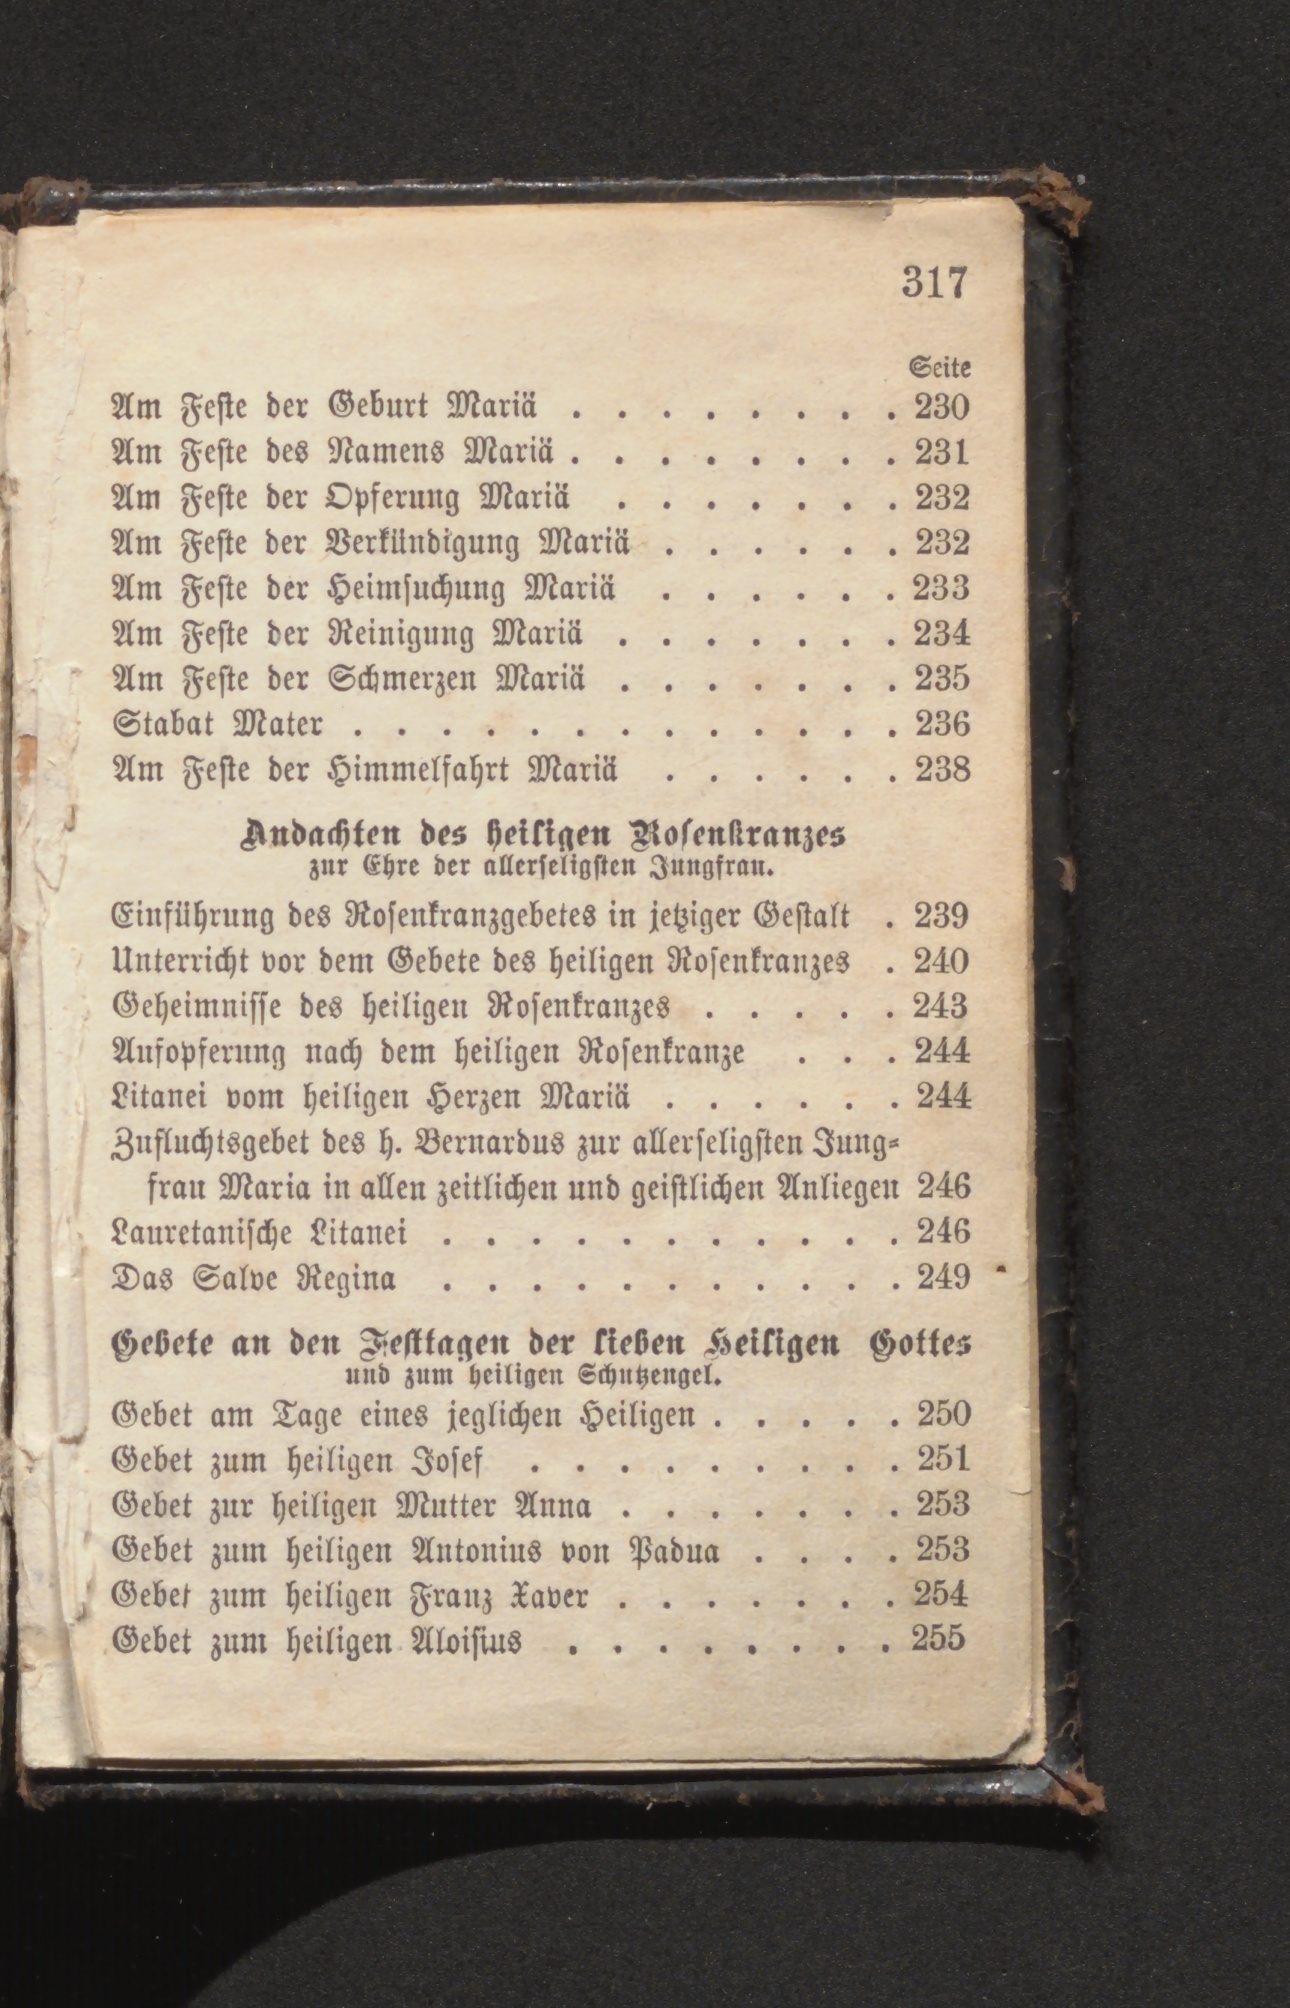 317
Seite
Am Feste der Geburt Mariä . . . . . . . . 230
Am Feste des Namens Mariä . . . . . . . . 231
Am Feste der Opferung Mariä . . . . . . . 232
Am Feste der Verkündigung Mariä . . . . . . 232
Am Feste der Heimsuchung Mariä . . . . . . 233
Am Feste der Reinigung Mariä . . . . . . . 234
Am Feste der Schmerzen Mariä . . . . . . . 235
Stabat Mater . . . . . . . . . . . . . 236
Am Feste der Himmelfahrt Mariä . . . . . . 238
Andachten des heiligen Rosenkranzes
zur Ehre der allerseligsten Jungfrau.
Einführung des Rosenkranzgebetes in jetziger Gestalt . 239
Unterricht vor dem Gebete des heiligen Rosenkranzes . 240
Geheimnisse des heiligen Rosenkranzes . . . . . 243
Aufopferung nach dem heiligen Rosenkranze . . . 244
Litanei vom heiligen Herzen Mariä . . . . . . 244
Zufluchtsgebet des h. Bernardus zur allerseligsten Jung-
frau Maria in allen zeitlichen und geistlichen Anliegen 246
Lauretanische Litanei . . . . . . . . . . . 246
Das Salve Regina . . . . . . . . . . . 249
Gebete an den Festtagen der lieben Heiligen Gottes
und zum heiligen Schutzengel.
Gebet am Tage eines jeglichen Heiligen . . . . . 250
Gebet zum heiligen Josef . . . . . . . . . 251
Gebet zur heiligen Mutter Anna . . . . . . . 253
Gebet zum heiligen Antonius von Padua . . . . 253
Gebet zum heiligen Franz Xaver . . . . . . . 254
Gebet zum heiligen Aloisius . . . . . . . . 255